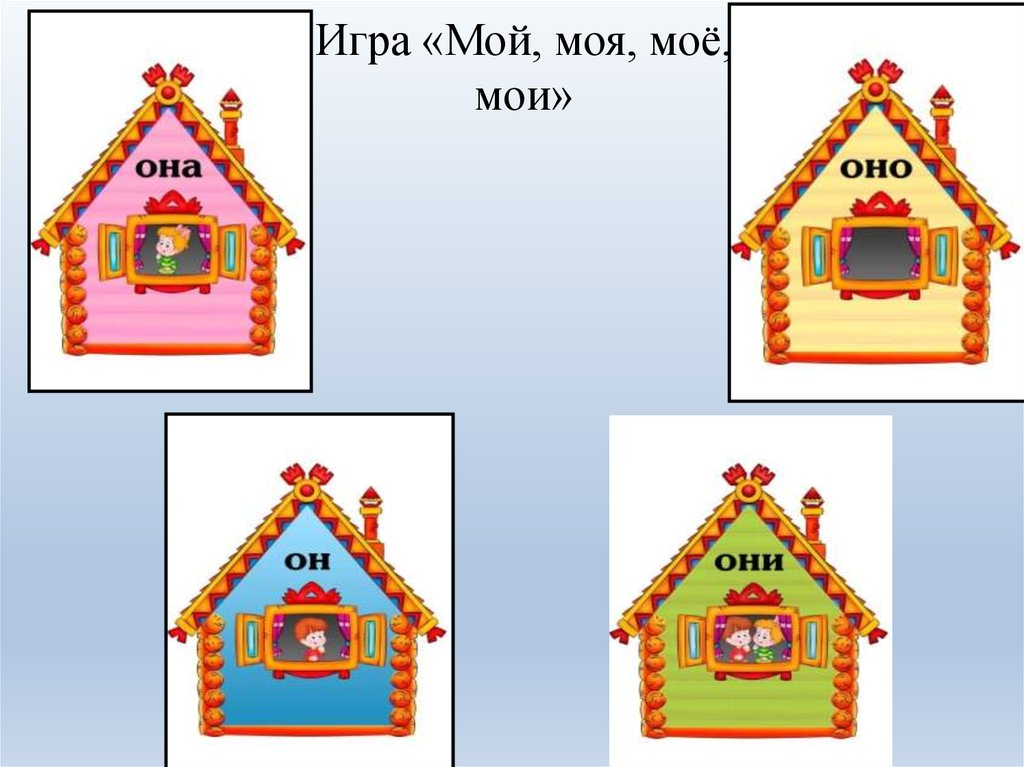 Игра «Мой, моя, моё,
мои»
она
оно
он
они